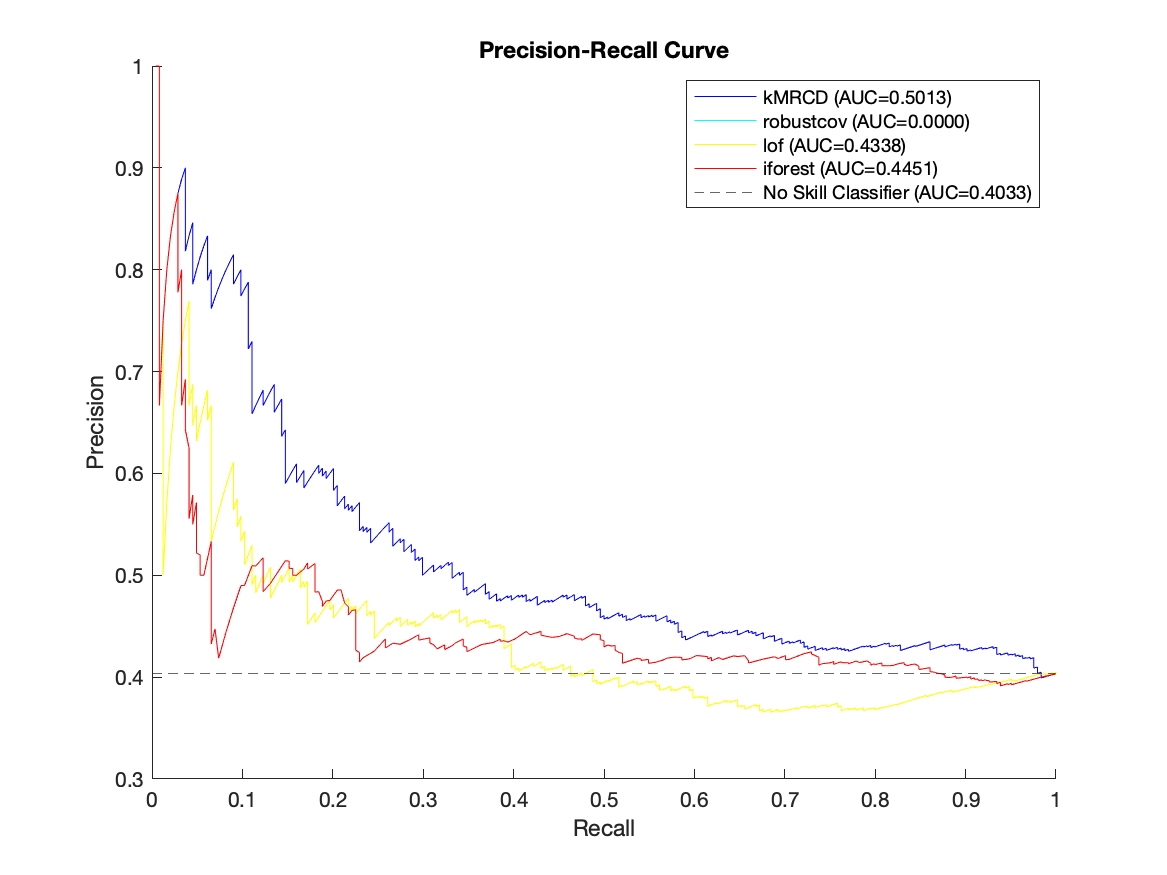 Precision-Recall Curve
kMRCD (AUC=0.5013)
robustcov (AUC=0.0000)
lof (AUC=0.4338)
iforest (AUC=0.4451)
No Skill Classifier (AUC=0.4033)
Precision
1
0.9
0.8
0.7
0.6
0.5
0.4
0.3
0 0.1 0.2 0.3 0.4 0.5 0.6 0.7 0.8 0.9 1
Recall